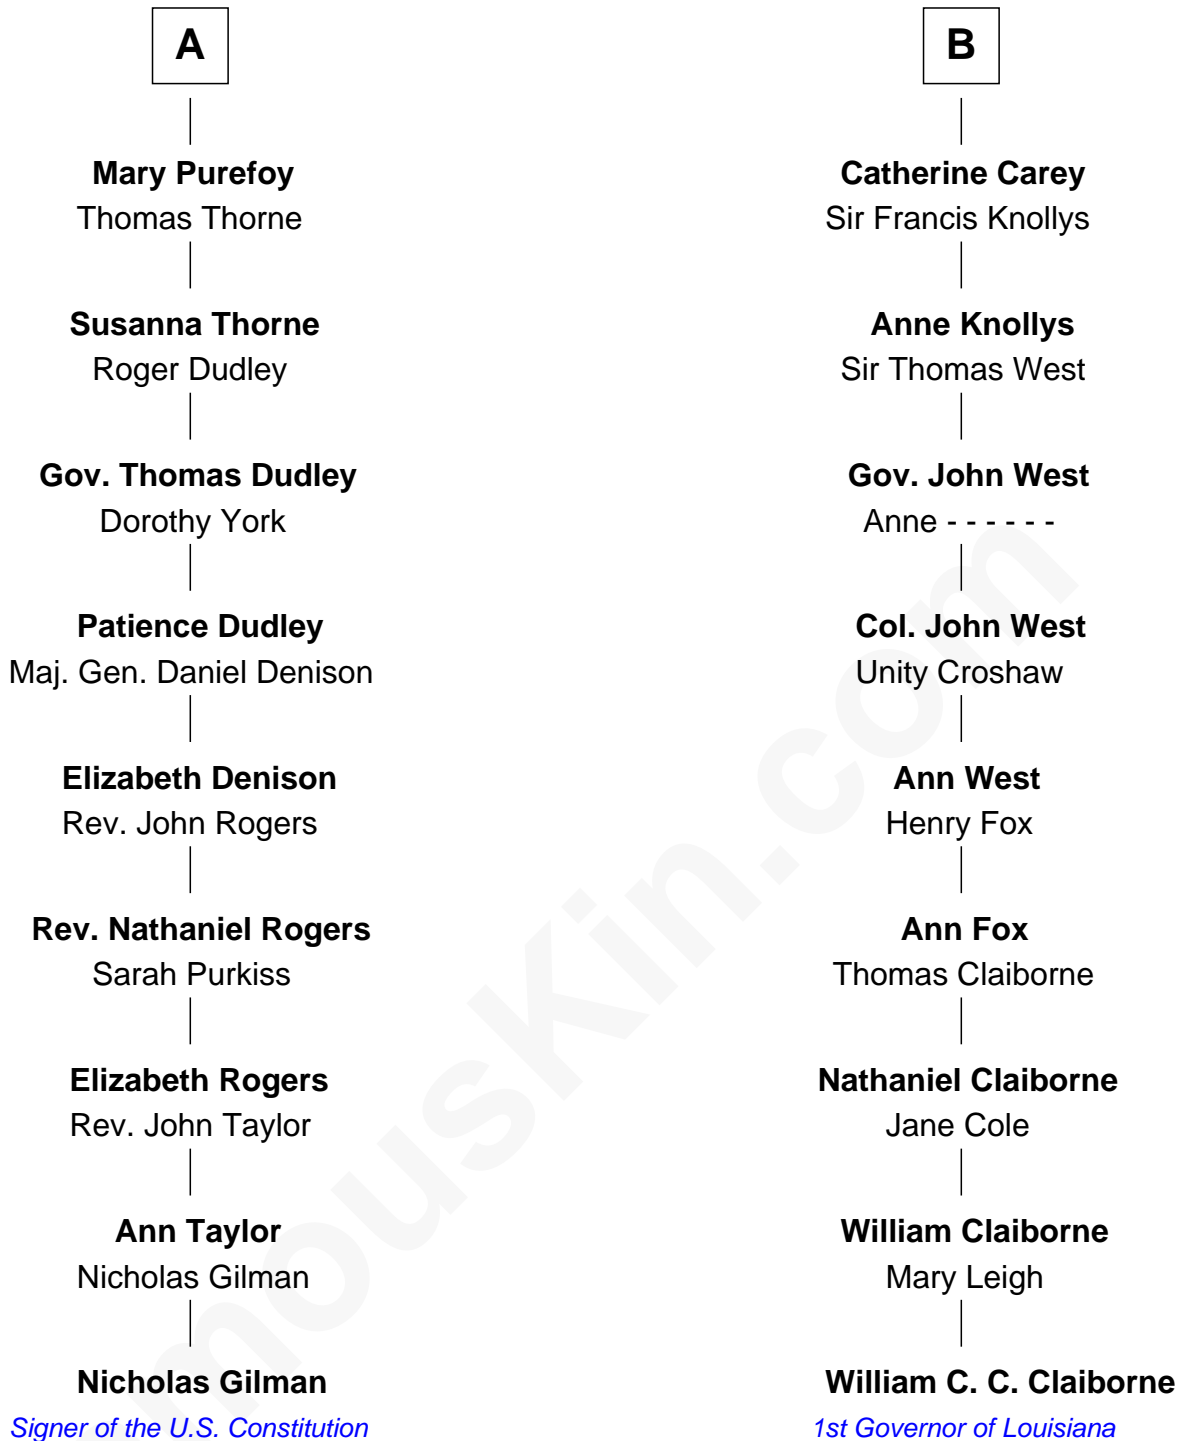 A
Mary Purefoy
Thomas Thorne
Susanna Thorne
Roger Dudley
Gov. Thomas Dudley
Dorothy York
Patience Dudley
Maj. Gen. Daniel Denison
Elizabeth Denison
Rev. John Rogers
Rev. Nathaniel Rogers
Sarah Purkiss
Elizabeth Rogers
Rev. John Taylor
Ann Taylor
Nicholas Gilman
Nicholas Gilman
Signer of the U.S. Constitution
B
Catherine Carey
Sir Francis Knollys
Anne Knollys
Sir Thomas West
Gov. John West
Anne - - - - - -
Col. John West
Unity Croshaw
Ann West
Henry Fox
Ann Fox
Thomas Claiborne
Nathaniel Claiborne
Jane Cole
William Claiborne
Mary Leigh
William C. C. Claiborne
1st Governor of Louisiana
mousKin.com